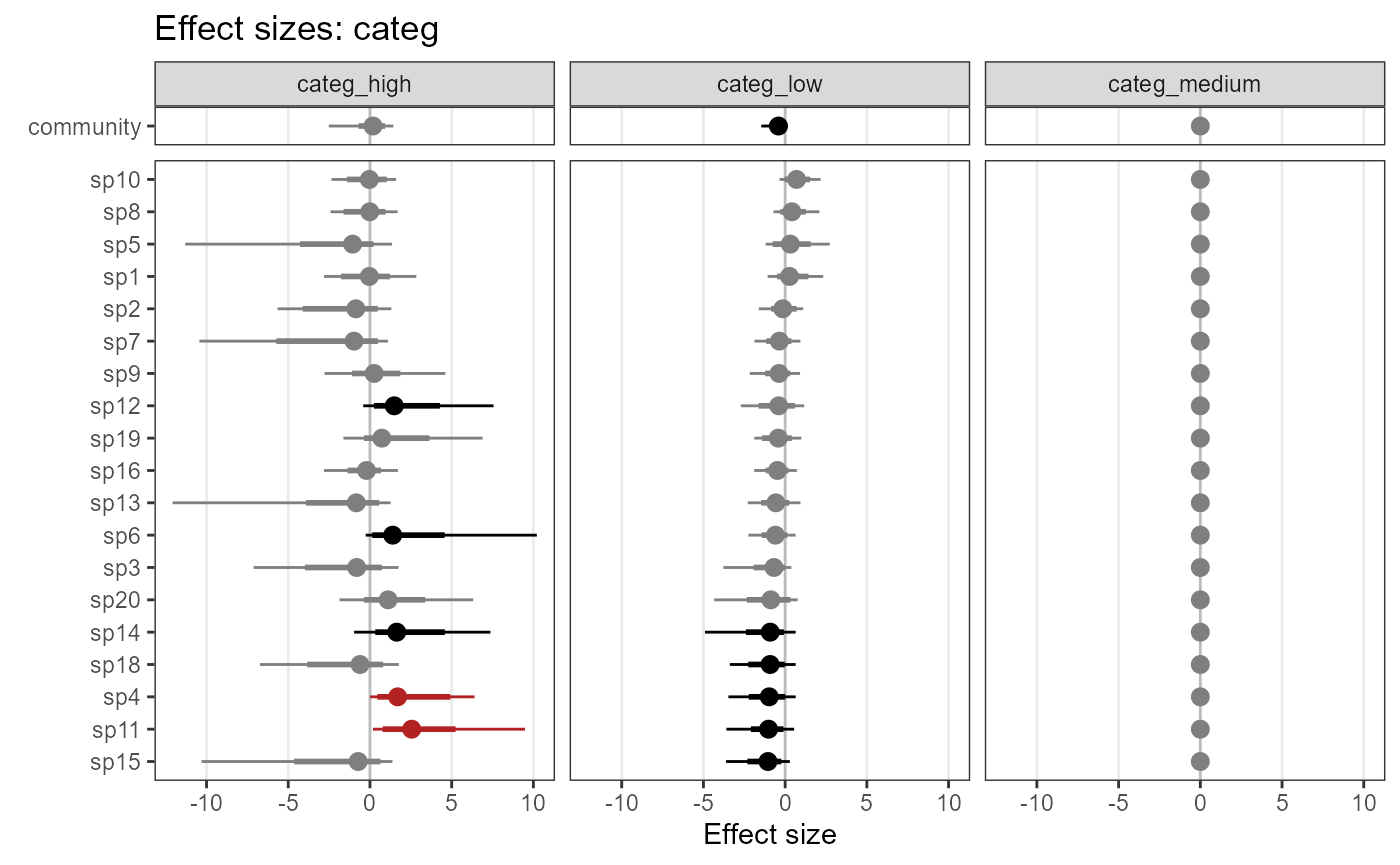 Effect sizes: categ
categ_high categ_low categ_medium
community
sp10
sp8
sp5
sp1
sp2
sp7
sp9
sp12
sp19
sp16
sp13
sp6
sp3
sp20
sp14
sp18
sp4
sp11
sp15
-10 -5 0 5 10 -10 -5 0 5 10 -10 -5 0 5 10
Effect size